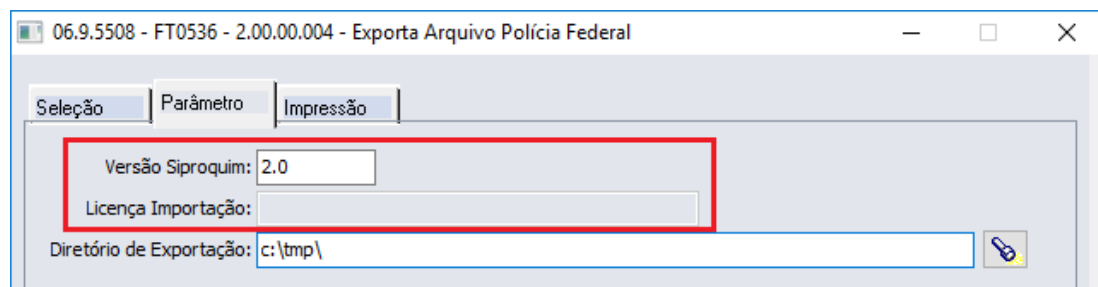 06.9.5508 - FT0536 - 2.00.00.004 - Exporta Arquivo Polícia Federal
Seleção Parâmetro Impressão
Versão Siproquim: 2.0
Licença Importação:
Diretório de Exportação: c:\tmp\